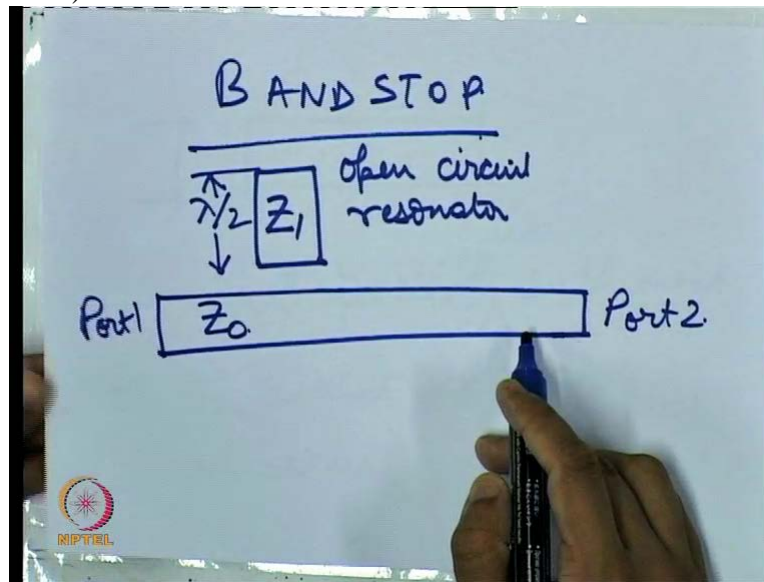 BANDSTOP
λ/2 Z1 open circuit
resonator
Port1 Z0 Port2
NPTEL